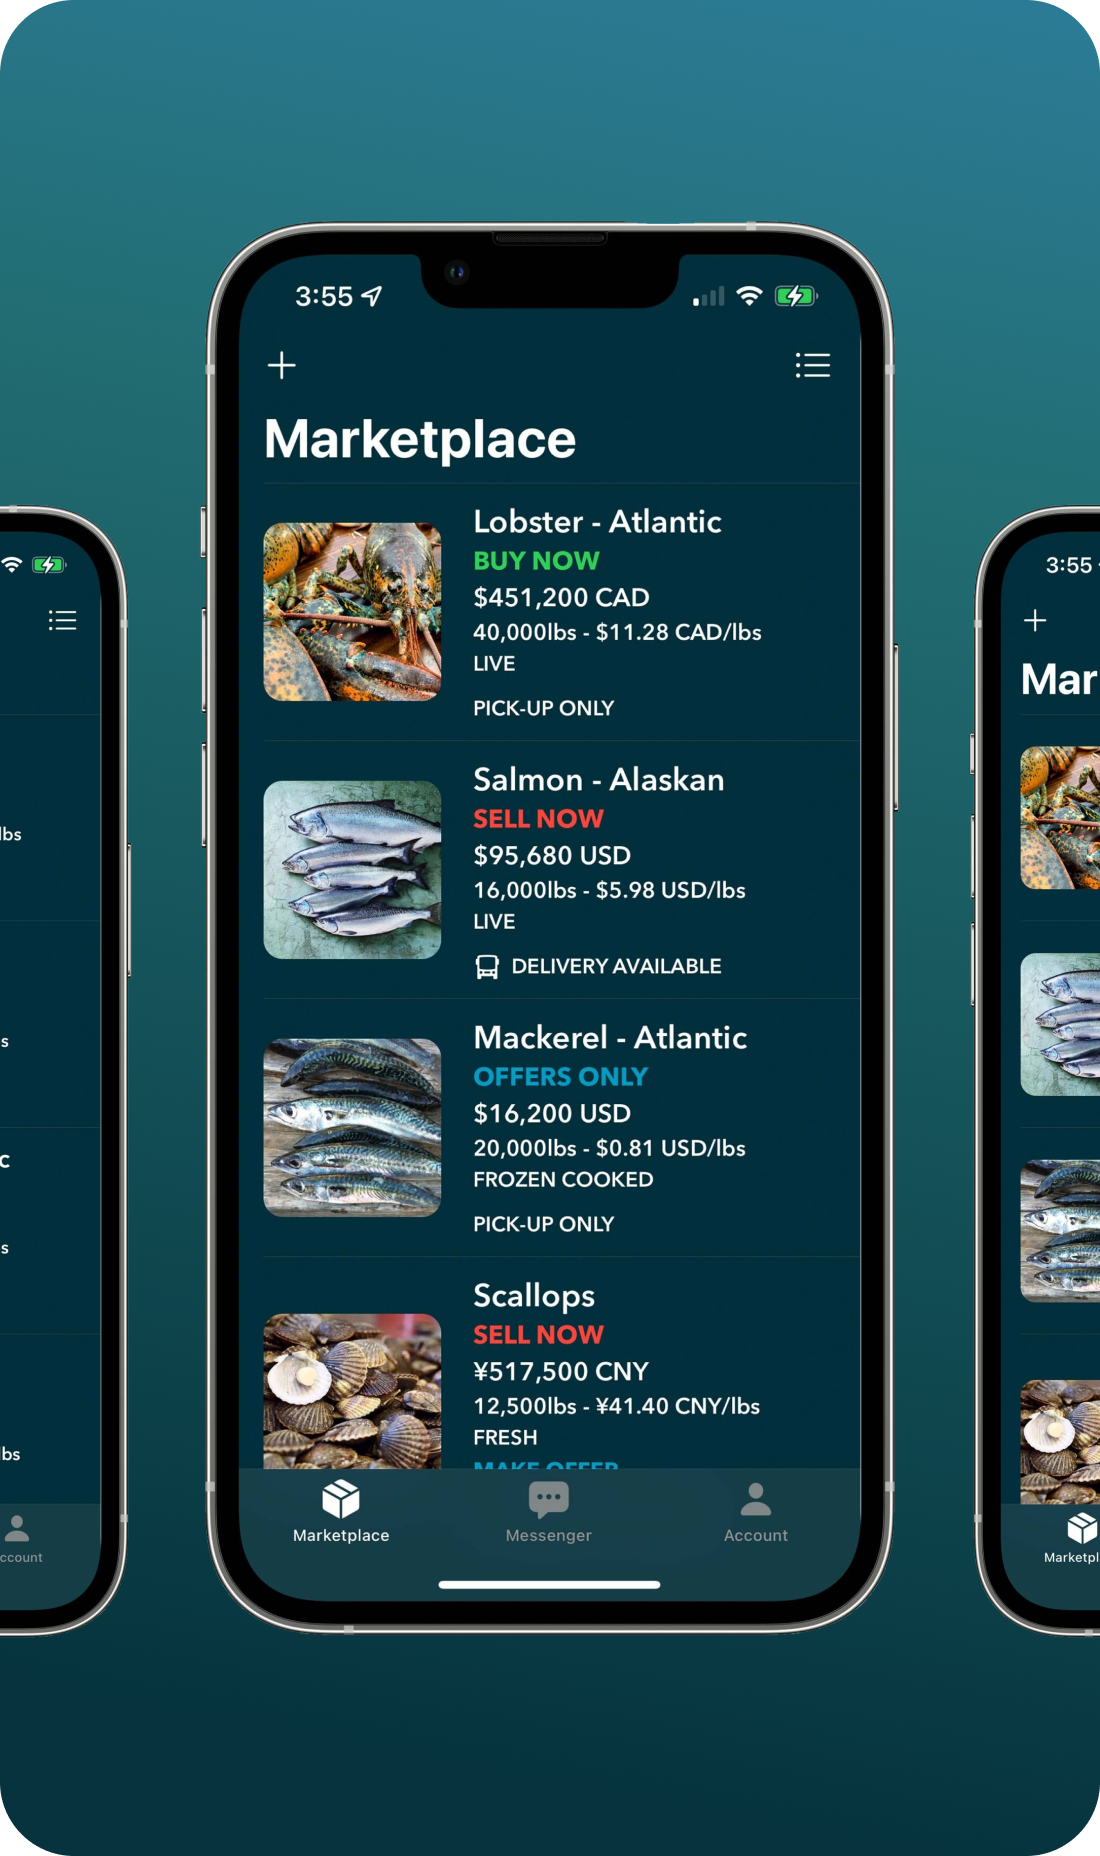 3:55
Marketplace
Lobster - Atlantic
BUY NOW
$451,200 CAD
40,000lbs - $11.28 CAD/lbs
LIVE
PICK-UP ONLY
Salmon - Alaskan
SELL NOW
$95,680 USD
16,000lbs - $5.98 USD/lbs
LIVE
DELIVERY AVAILABLE
Mackerel - Atlantic
OFFERS ONLY
$16,200 USD
20,000lbs - $0.81 USD/lbs
FROZEN COOKED
PICK-UP ONLY
Scallops
SELL NOW
¥517,500 CNY
12,500lbs - ¥41.40 CNY/lbs
FRESH
MAKE OFFER
Marketplace
Messenger
Account
lbs
s
c
s
lbs
ccount
3:55
Mar
Marketpl